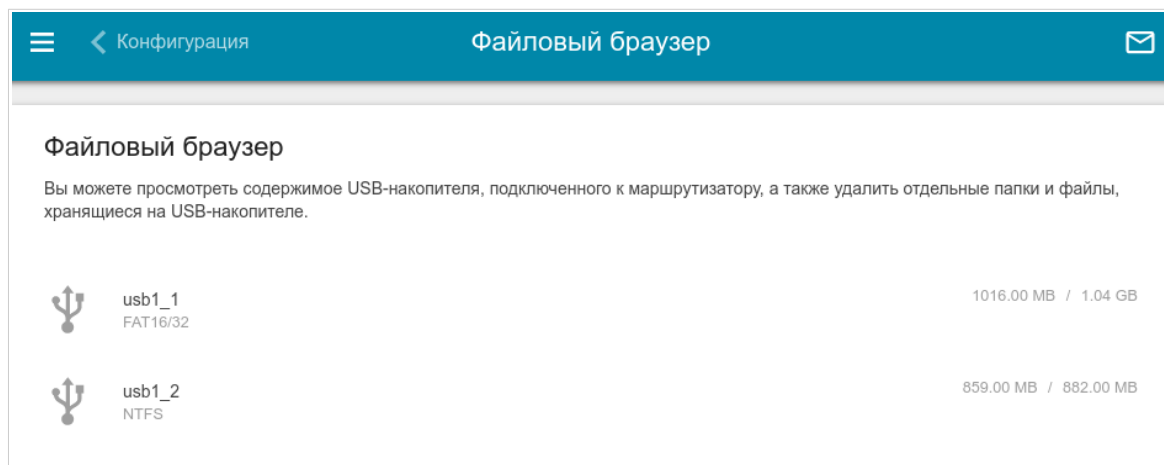 Конфигурация
Файловый браузер
Файловый браузер
Вы можете просмотреть содержимое USB-накопителя, подключенного к маршрутизатору, а также удалить отдельные папки и файлы,
хранящиеся на USB-накопителе.
usb1_1
1016.00 MB / 1.04 GB
FAT16/32
usb1_2
859.00 MB / 882.00 MB
NTFS